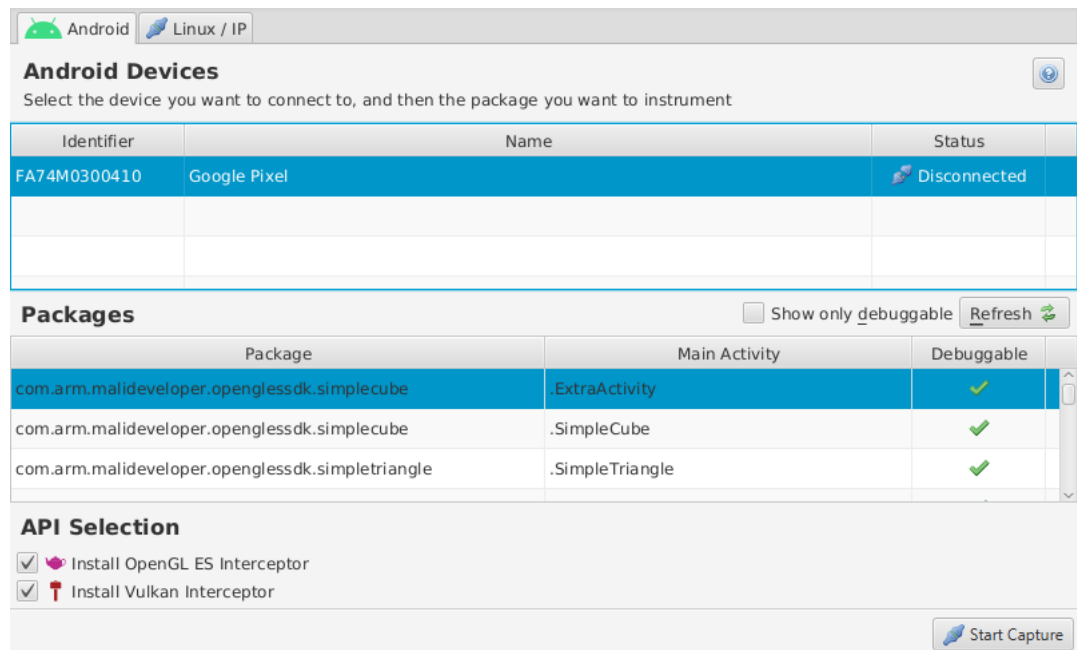 Android Linux / IP
Android Devices
Select the device you want to connect to, and then the package you want to instrument
Identifier Name Status
FA74M0300410 Google Pixel Disconnected
Packages Show only debuggable Refresh
Package Main Activity Debuggable
com.arm.malideveloper.openglessdk.simplecube .ExtraActivity
com.arm.malideveloper.openglessdk.simplecube .SimpleCube
com.arm.malideveloper.openglessdk.simpletriangle .SimpleTriangle
API Selection
Install OpenGL ES Interceptor
Install Vulkan Interceptor
Start Capture